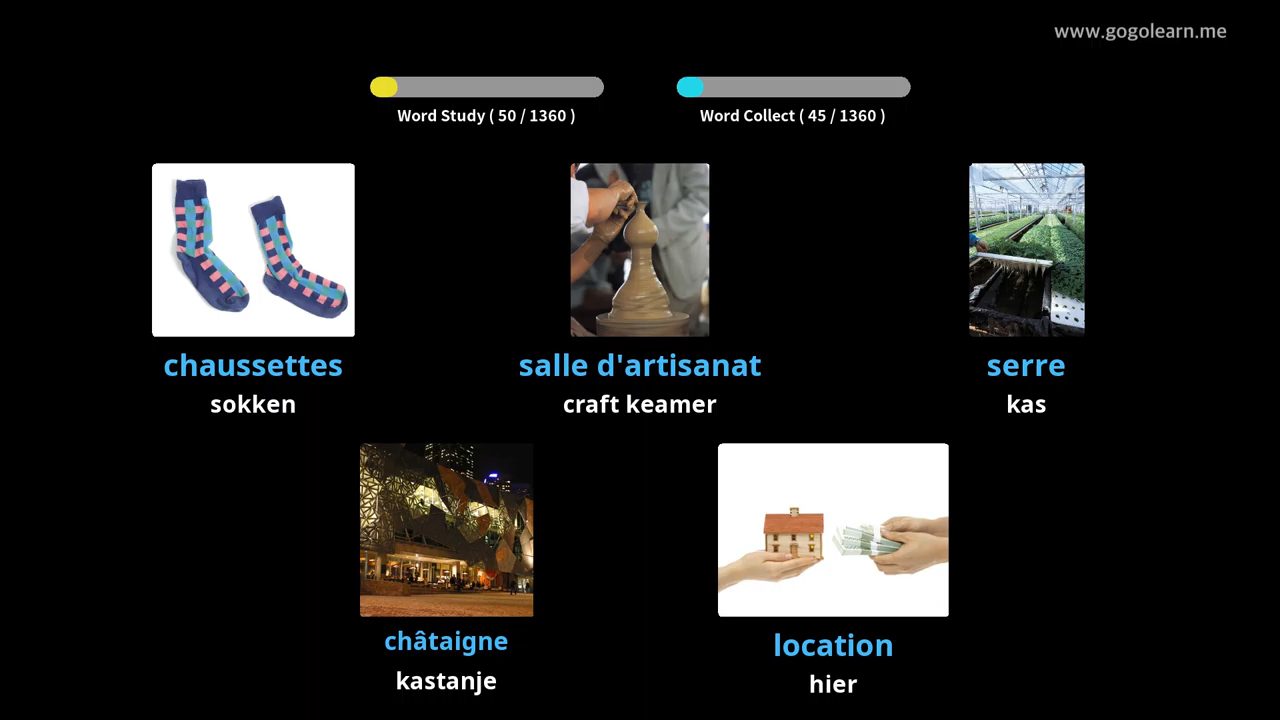 www.gogolearn.me
Word Study ( 50 / 1360 )
Word Collect ( 45 / 1360 )
chaussettes
sokken
salle d'artisanat
craft keamer
serre
kas
châtaigne
kastanje
location
hier